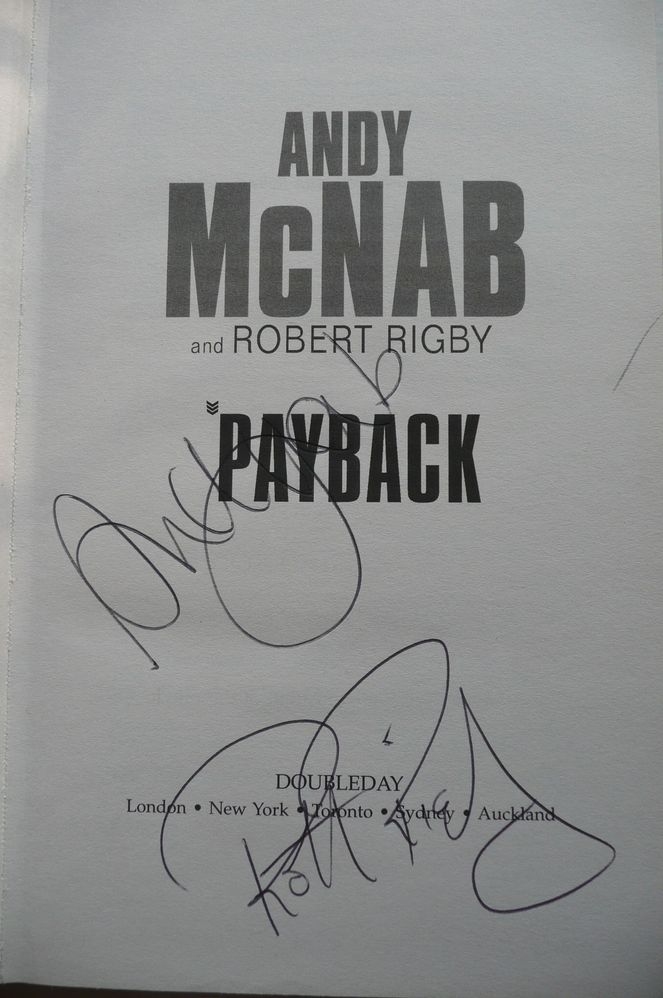 ANDY
McNAB
and ROBERT RIGBY
PAYBACK
DOUBLEDAY
London • New York • Toronto • Sydney • Auckland